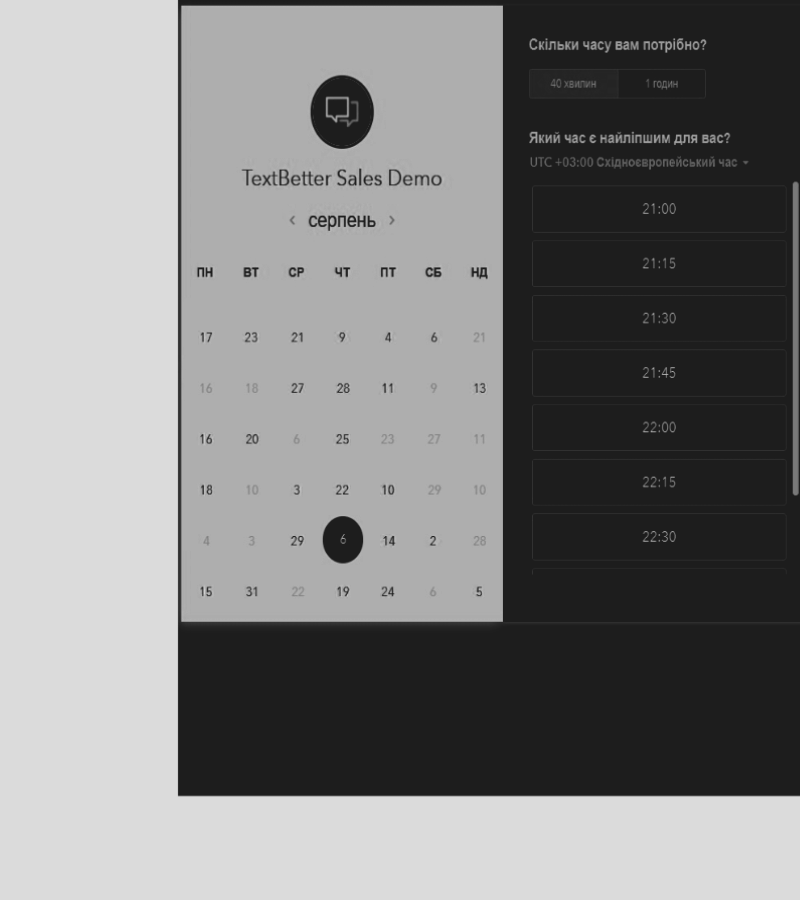 TextBetter Sales Demo
серпень
ПН ВТ СР ЧТ ПТ СБ НД
17 23 21 9 4 6 21
16 18 27 28 11 9 13
16 20 6 25 23 27 11
18 10 3 22 10 29 10
4 3 29 6 14 2 28
15 31 22 19 24 6 5
Скільки часу вам потрібно?
40 хвилин 1 годин
Який час є найліпшим для вас?
UTC +03:00 Східноєвропейський час
21:00
21:15
21:30
21:45
22:00
22:15
22:30